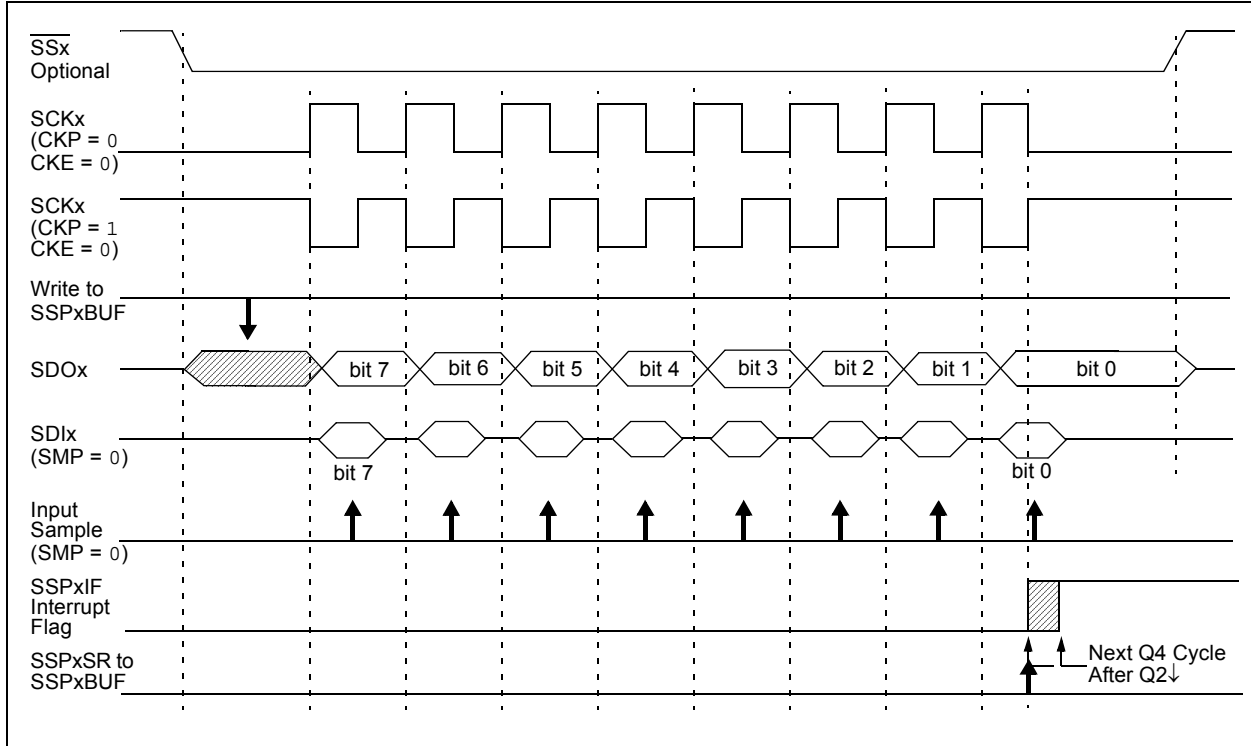 SSx
Optional
SCKx
(CKP = 0
CKE = 0)
SCKx
(CKP = 1
CKE = 0)
Write to
SSPxBUF
SDOx
bit 7 bit 6 bit 5 bit 4 bit 3 bit 2 bit 1 bit 0
SDIx
(SMP = 0)
bit 7 bit 0
Input
Sample
(SMP = 0)
SSPxIF
Interrupt
Flag
SSPxSR to
SSPxBUF
Next Q4 Cycle
After Q2↓